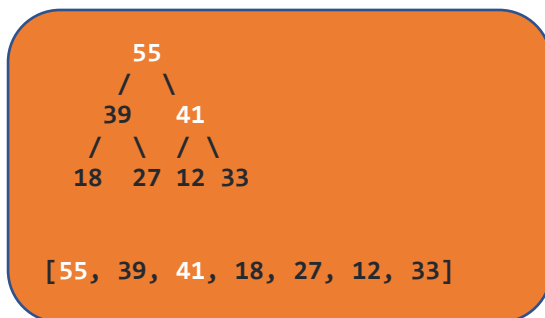 55
/ \
39 41
/ \ / \
18 27 12 33
[55, 39, 41, 18, 27, 12, 33]